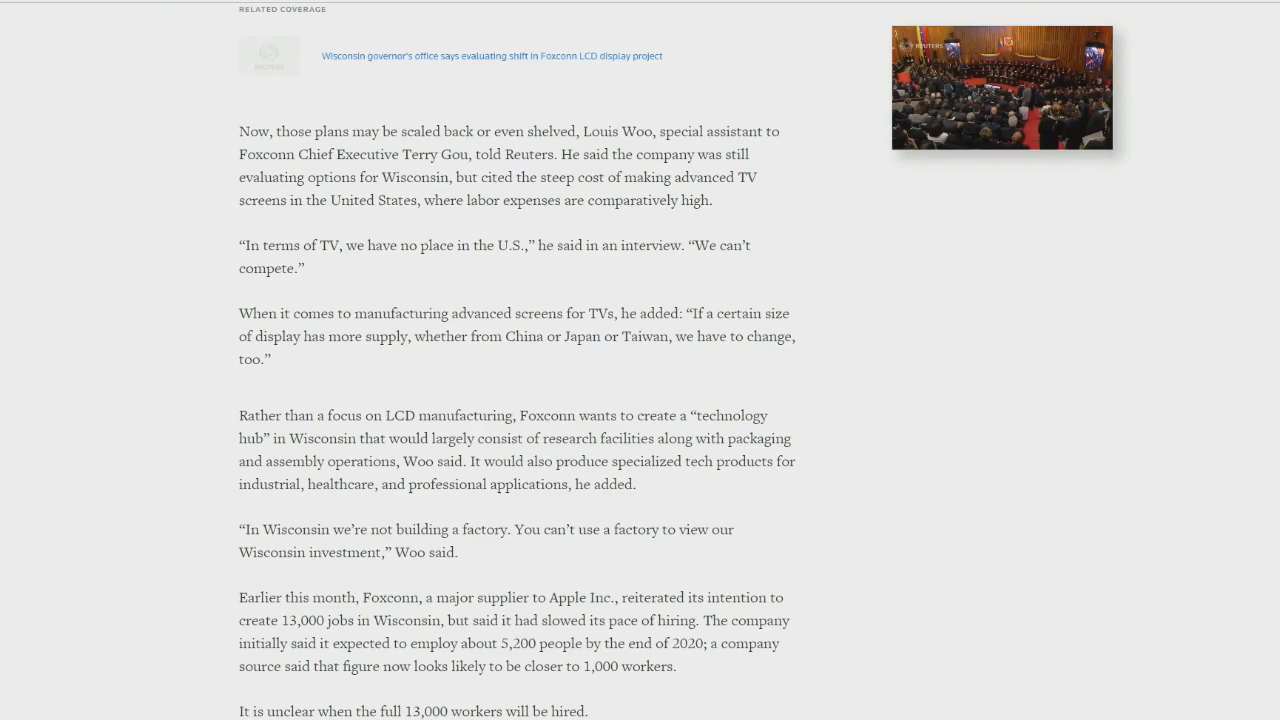 RELATED COVERAGE
REUTERS
Wisconsin governor's office says evaluating shift in Foxconn LCD display project
REUTERS
Now, those plans may be scaled back or even shelved, Louis Woo, special assistant to
Foxconn Chief Executive Terry Gou, told Reuters. He said the company was still
evaluating options for Wisconsin, but cited the steep cost of making advanced TV
screens in the United States, where labor expenses are comparatively high.
“In terms of TV, we have no place in the U.S.,” he said in an interview. “We can’t
compete.”
When it comes to manufacturing advanced screens for TVs, he added: “If a certain size
of display has more supply, whether from China or Japan or Taiwan, we have to change,
too.”
Rather than a focus on LCD manufacturing, Foxconn wants to create a “technology
hub” in Wisconsin that would largely consist of research facilities along with packaging
and assembly operations, Woo said. It would also produce specialized tech products for
industrial, healthcare, and professional applications, he added.
“In Wisconsin we’re not building a factory. You can’t use a factory to view our
Wisconsin investment,” Woo said.
Earlier this month, Foxconn, a major supplier to Apple Inc., reiterated its intention to
create 13,000 jobs in Wisconsin, but said it had slowed its pace of hiring. The company
initially said it expected to employ about 5,200 people by the end of 2020; a company
source said that figure now looks likely to be closer to 1,000 workers.
It is unclear when the full 13,000 workers will be hired.